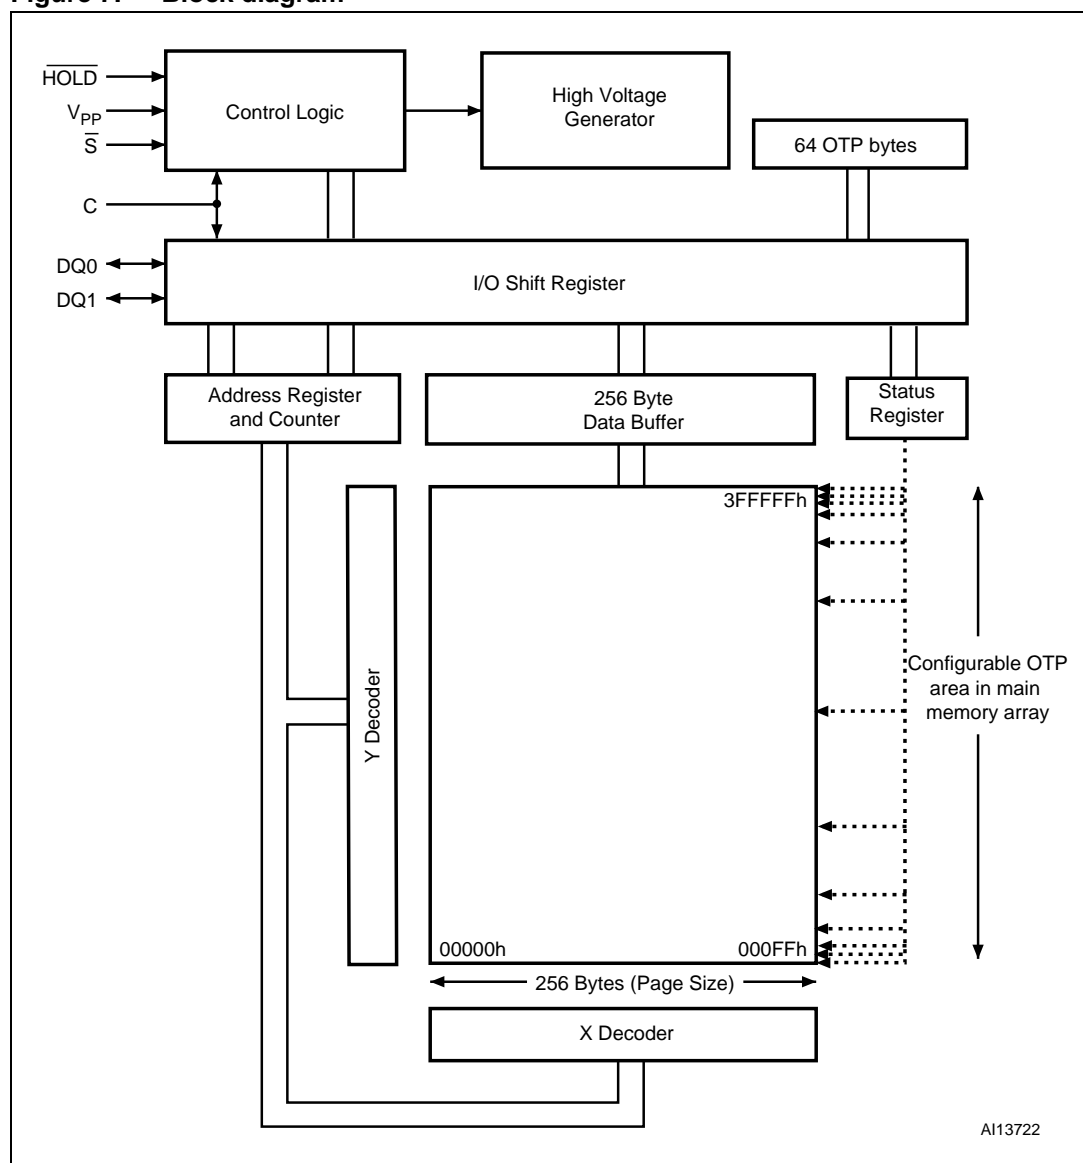 Block diagram
HOLD
Control Logic
High Voltage
Generator
VPP
S
64 OTP bytes
C
DQ0
I/O Shift Register
DQ1
Address Register
and Counter
256 Byte
Data Buffer
Status
Register
3FFFFFh
Y Decoder
Configurable OTP
area in main
memory array
00000h
000FFh
256 Bytes (Page Size)
X Decoder
AI13722